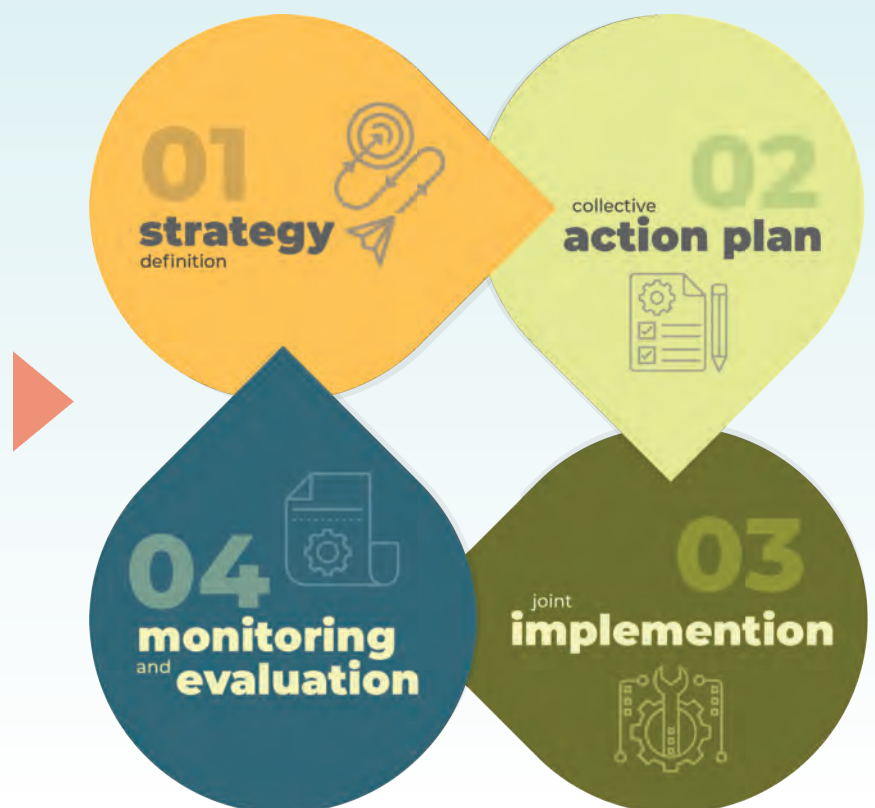 01
strategy
definition
02
collective
action plan
03
joint
implemention
04
monitoring
and evaluation